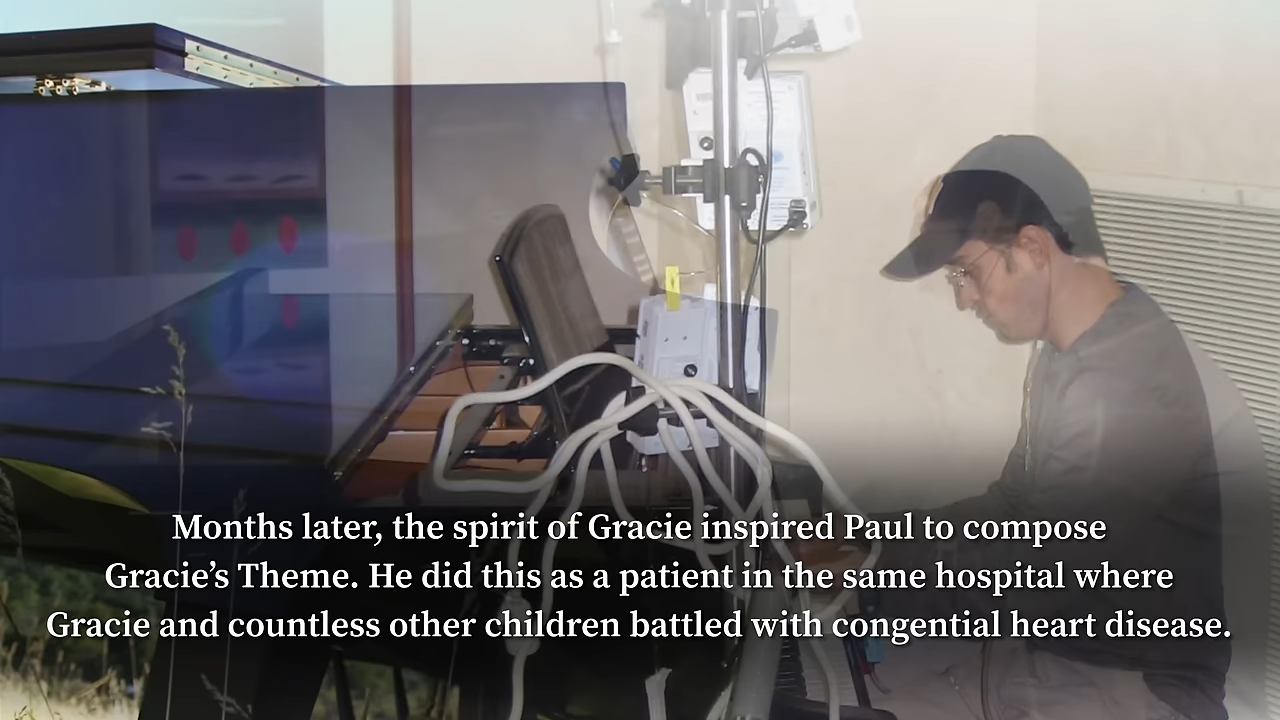 Months later, the spirit of Gracie inspired Paul to compose
Gracie’s Theme. He did this as a patient in the same hospital where
Gracie and countless other children battled with congential heart disease.